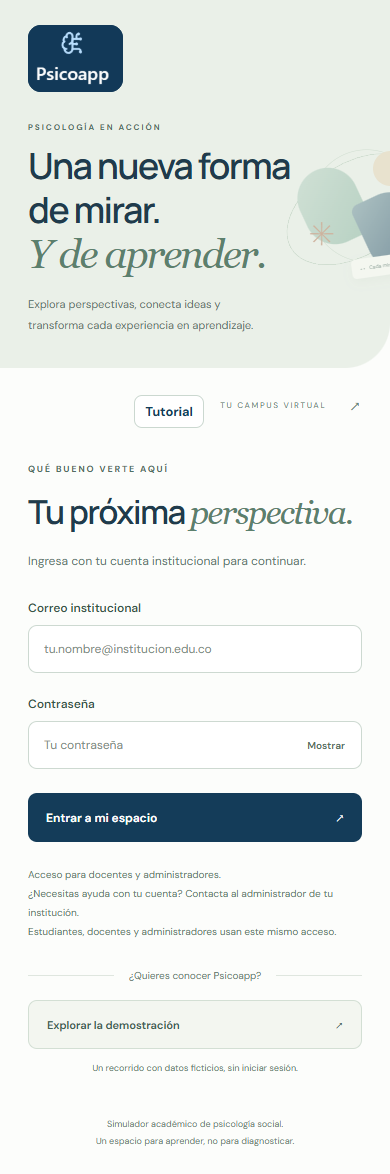 Psicoapp
PSICOLOGÍA EN ACCIÓN
Una nueva forma
de mirar.
Y de aprender.
Explora perspectivas, conecta ideas y
transforma cada experiencia en aprendizaje.
Cada
Tutorial
TU CAMPUS VIRTUAL ↗
QUÉ BUENO VERTE AQUÍ
Tu próxima perspectiva.
Ingresa con tu cuenta institucional para continuar.
Correo institucional
tu.nombre@institucion.edu.co
Contraseña
Tu contraseña Mostrar
Entrar a mi espacio ↗
Acceso para docentes y administradores.
¿Necesitas ayuda con tu cuenta? Contacta al administrador de tu
institución.
Estudiantes, docentes y administradores usan este mismo acceso.
¿Quieres conocer Psicoapp?
Explorar la demostración ↗
Un recorrido con datos ficticios, sin iniciar sesión.
Simulador académico de psicología social.
Un espacio para aprender, no para diagnosticar.